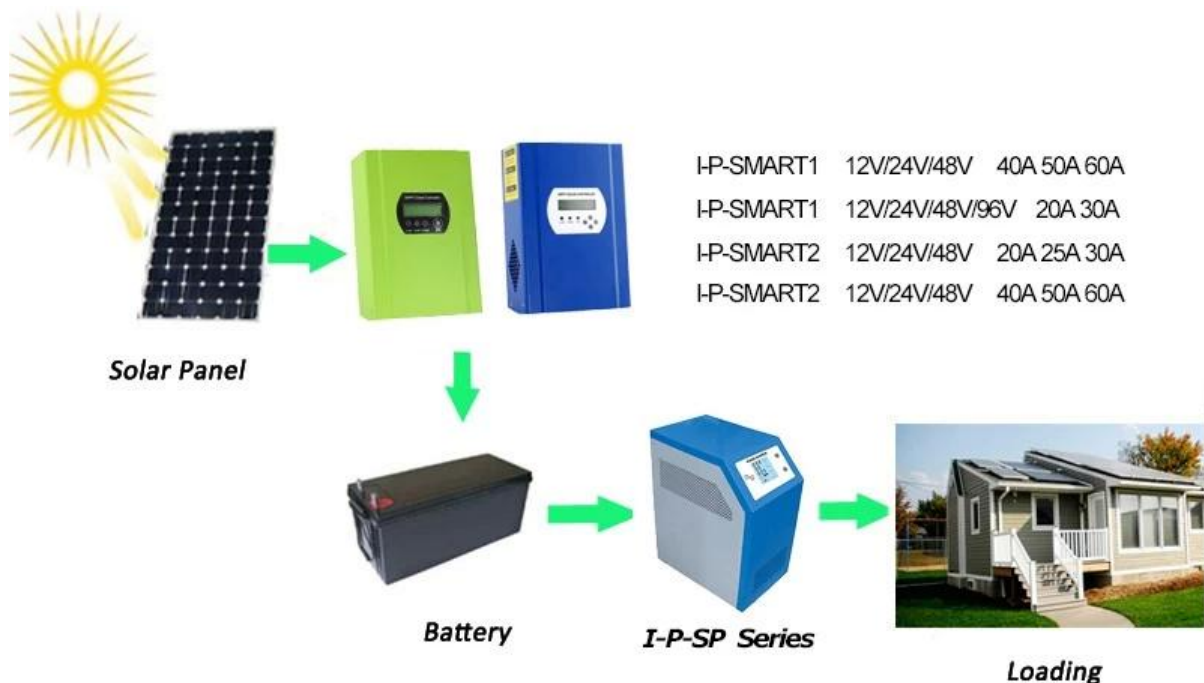 I-P-SMART1 12V/24V/48V 40A 50A 60A
I-P-SMART1 12V/24V/48V/96V 20A 30A
I-P-SMART2 12V/24V/48V 20A 25A 30A
I-P-SMART2 12V/24V/48V 40A 50A 60A
Solar Panel
Battery
I-P-SP Series
Loading